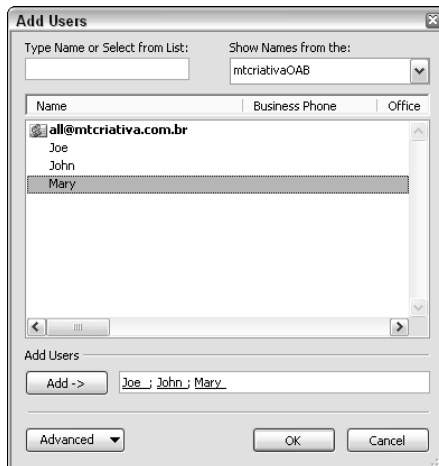 Add Users
Type Name or Select from List:
Show Names from the:
mtcriativaOAB
Name Business Phone Office
all@mtcriativa.com.br
Joe
John
Mary
Add Users
Add -> Joe ; John ; Mary
Advanced OK Cancel